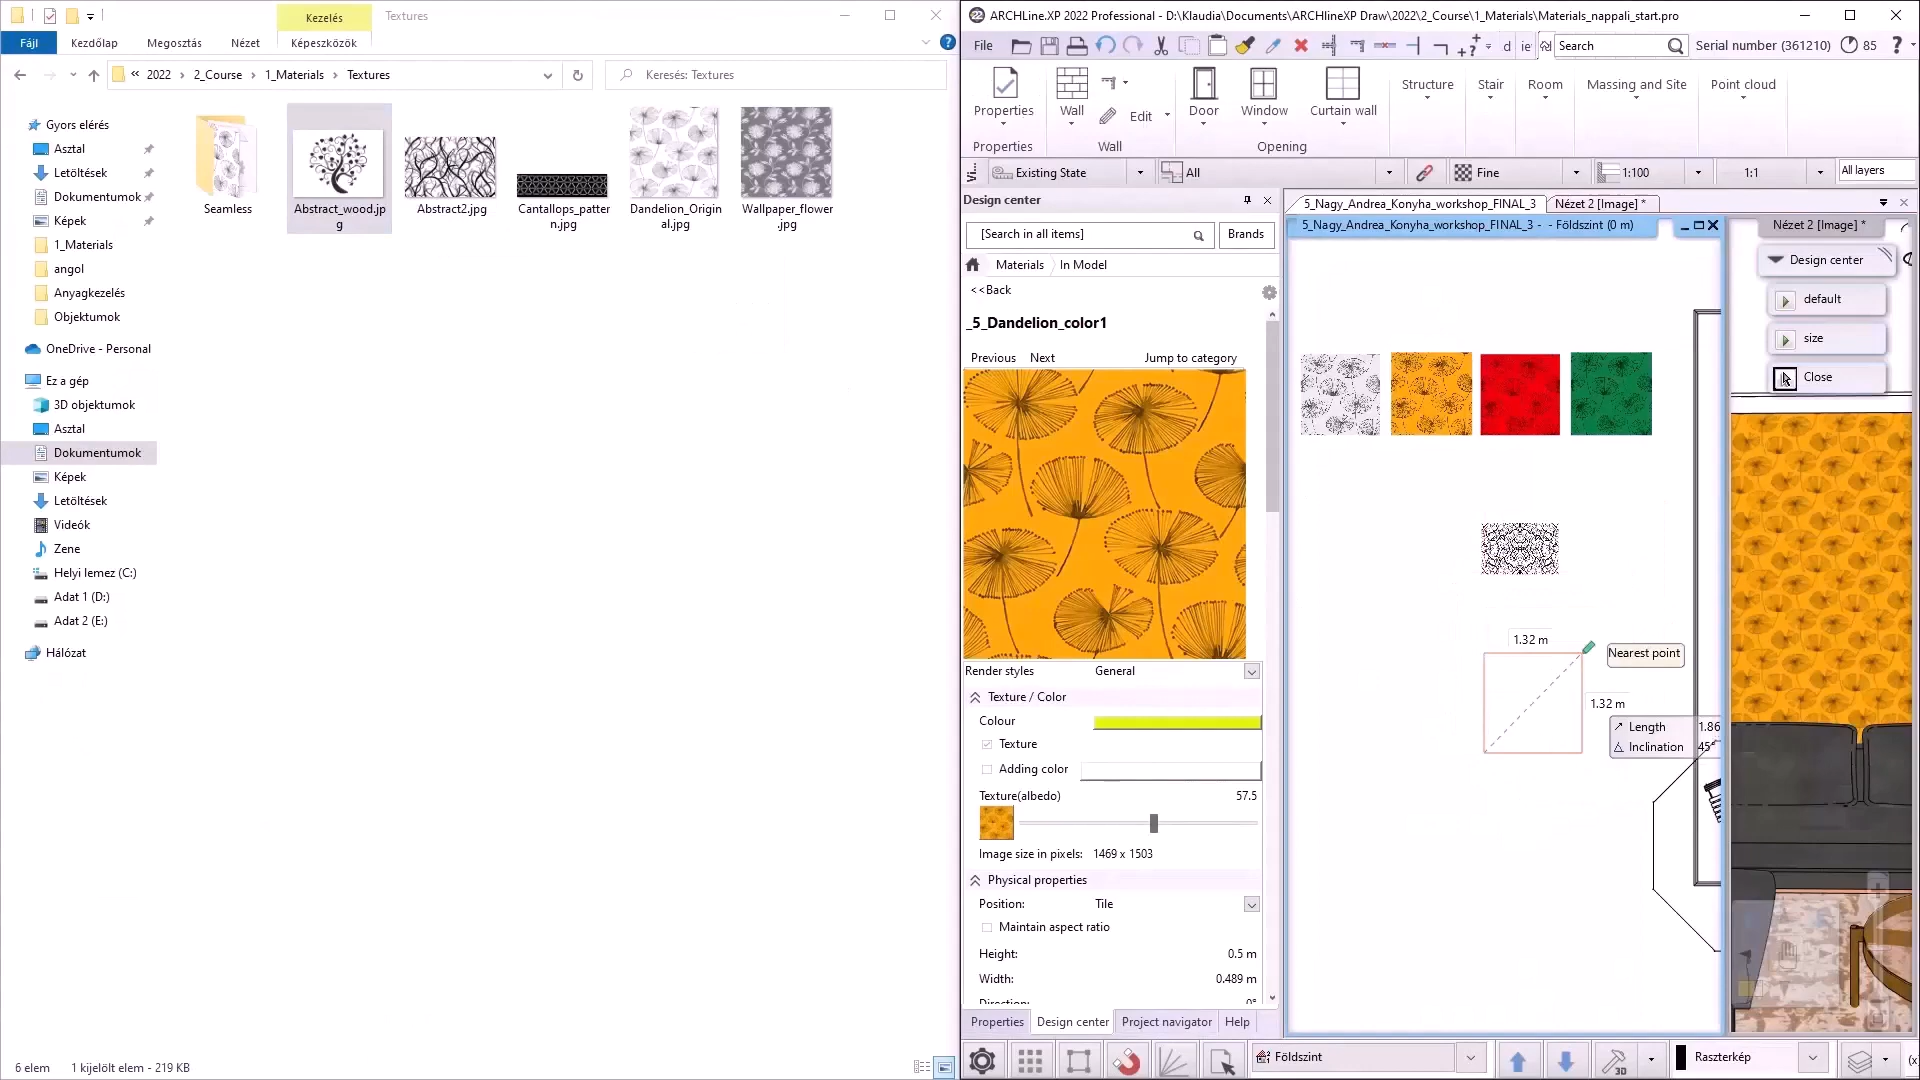 Kezelés
Textures
Fájl
Kezdőlap
Megosztás
Nézet
Képeszközök
« 2022 > 2_Course > 1_Materials > Textures
Keresés: Textures
Gyors elérés
Asztal
Letöltések
Dokumentumok
Képek
1_Materials
angol
Anyagkezelés
Objektumok
OneDrive - Personal
Ez a gép
3D objektumok
Asztal
Dokumentumok
Képek
Letöltések
Videók
Zene
Helyi lemez (C:)
Adat 1 (D:)
Adat 2 (E:)
Hálózat
Seamless
Abstract_wood.jp
g
Abstract2.jpg
Cantallops_patter
n.jpg
Dandelion_Origin
al.jpg
Wallpaper_flower
.jpg
6 elem
1 kijelölt elem - 219 KB
ARCHLine.XP 2022 Professional - D:\Klaudia\Documents\ARCHlineXP Draw\2022\2_Course\1_Materials\Materials_nappali_start.pro
File
Search
Serial number (361210)
85
Properties
Wall
Edit
Door
Window
Curtain wall
Structure
Stair
Room
Massing and Site
Point cloud
Properties
Wall
Opening
Existing State
All
Fine
1:100
1:1
All layers
Design center
[Search in all items]
Brands
Materials
In Model
<<Back
_5_Dandelion_color1
Previous
Next
Jump to category
Render styles
General
Texture / Color
Colour
Texture
Adding color
Texture(albedo)
57.5
Image size in pixels: 1469 x 1503
Physical properties
Position:
Tile
Maintain aspect ratio
Height:
0.5 m
Width:
0.489 m
Properties
Design center
Project navigator
Help
5_Nagy_Andrea_Konyha_workshop_FINAL_3
Nézet 2 [Image] *
5_Nagy_Andrea_Konyha_workshop_FINAL_3 - - Földszint (0 m)
1.32 m
Nearest point
1.32 m
Length
1.86
Inclination
45°
Nézet 2 [Image] *
Design center
default
size
Close
Földszint
3D
Raszterkép